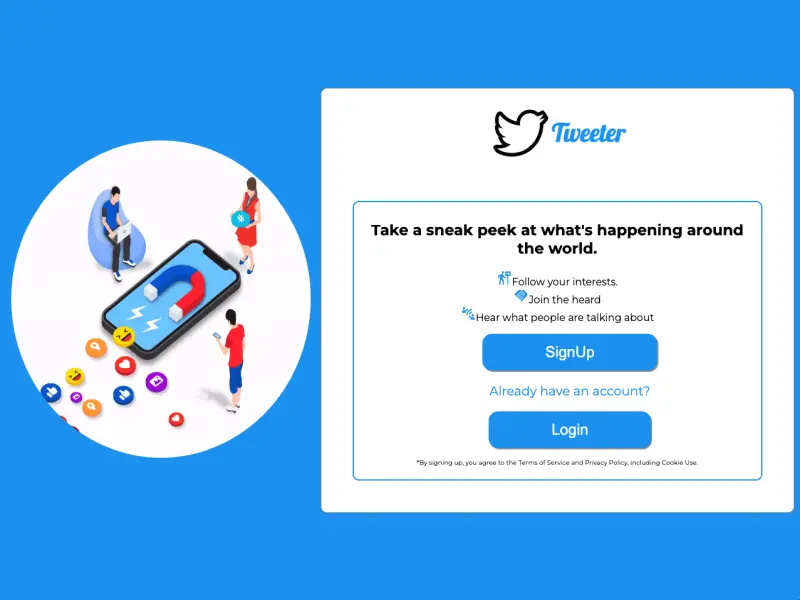 Tweeter
Take a sneak peek at what's happening around
the world.
Follow your interests.
Join the heard
Hear what people are talking about
SignUp
Already have an account?
Login
*By signing up, you agree to the Terms of Service and Privacy Policy, including Cookie Use.